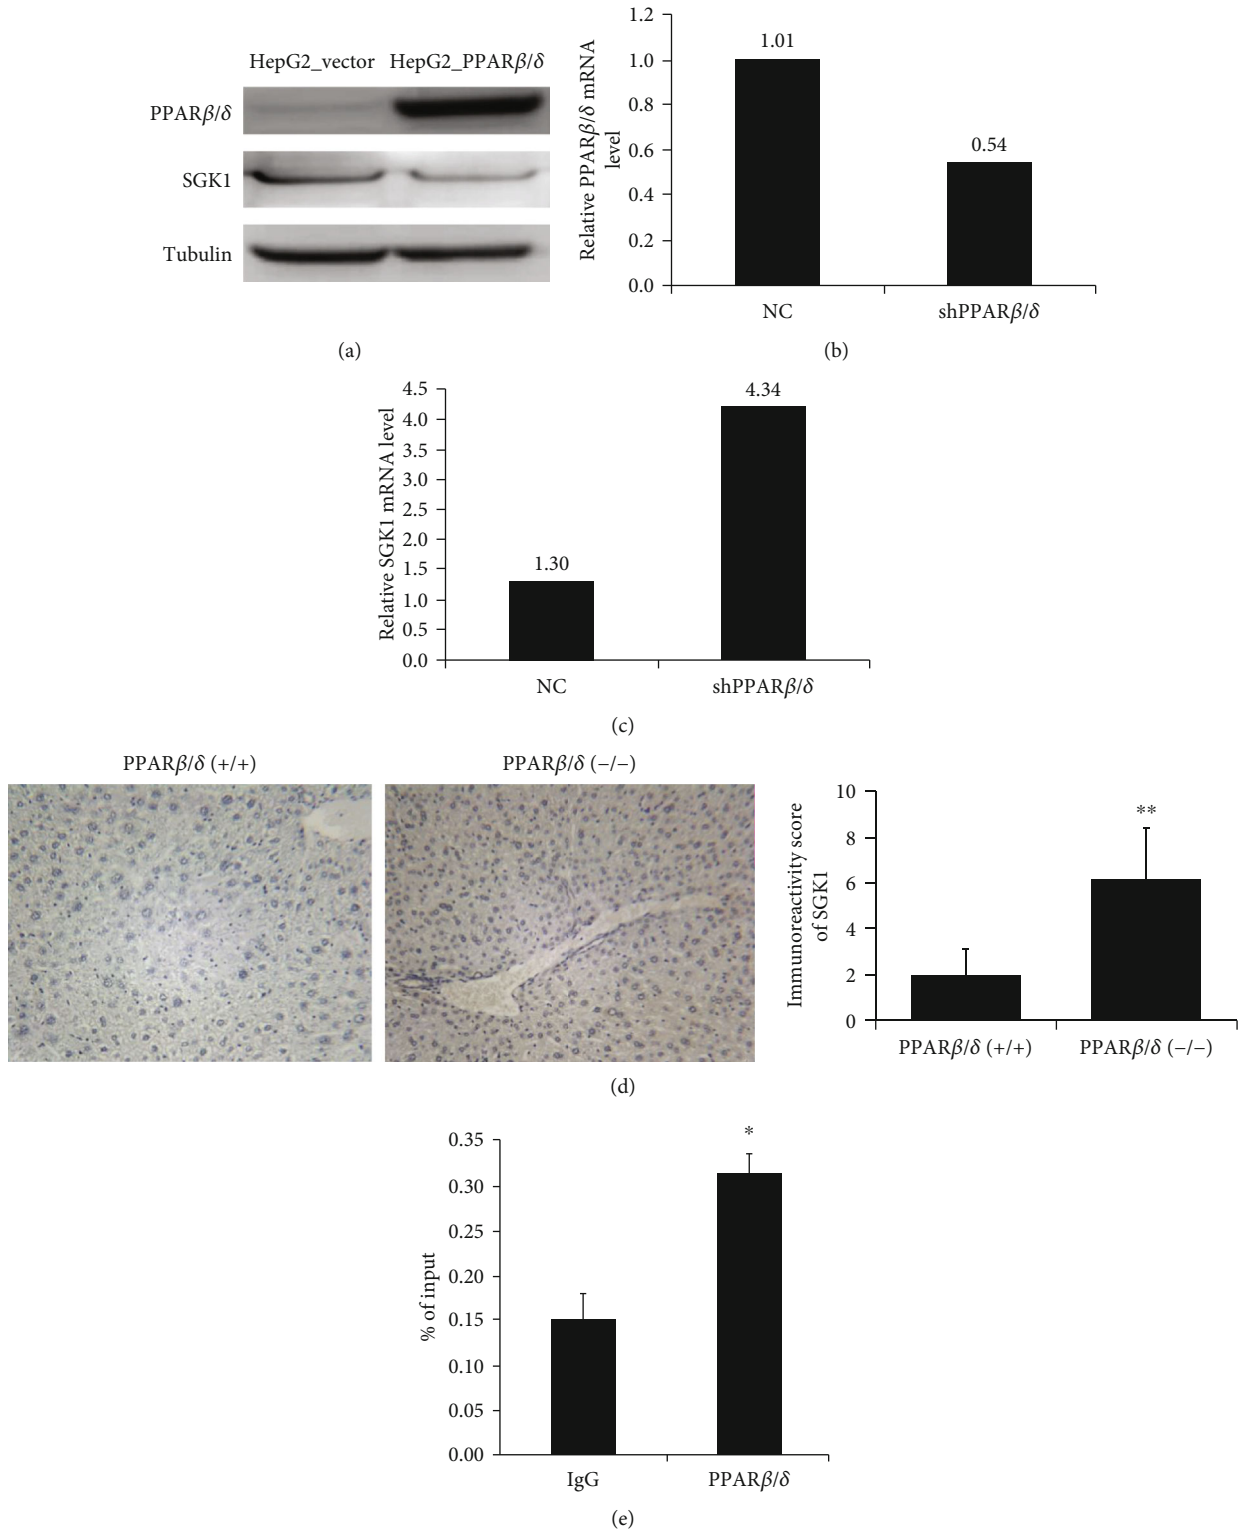 HepG2_vector HepG2_PPARβ/δ
PPARβ/δ
SGK1
Tubulin
(a)
Relative PPARβ/δ mRNA
level
1.2
1.0
0.8
0.6
0.4
0.2
0.0
1.01
0.54
NC shPPARβ/δ
(b)
Relative SGK1 mRNA level
4.5
4.0
3.5
3.0
2.5
2.0
1.5
1.0
0.5
0.0
1.30
4.34
NC shPPARβ/δ
(c)
PPARβ/δ (+/+) PPARβ/δ (−/−)
Immunoreactivity score
of SGK1
10
8
6
4
2
0
**
PPARβ/δ (+/+) PPARβ/δ (−/−)
(d)
% of input
0.35
0.30
0.25
0.20
0.15
0.10
0.05
0.00
*
IgG PPARβ/δ
(e)